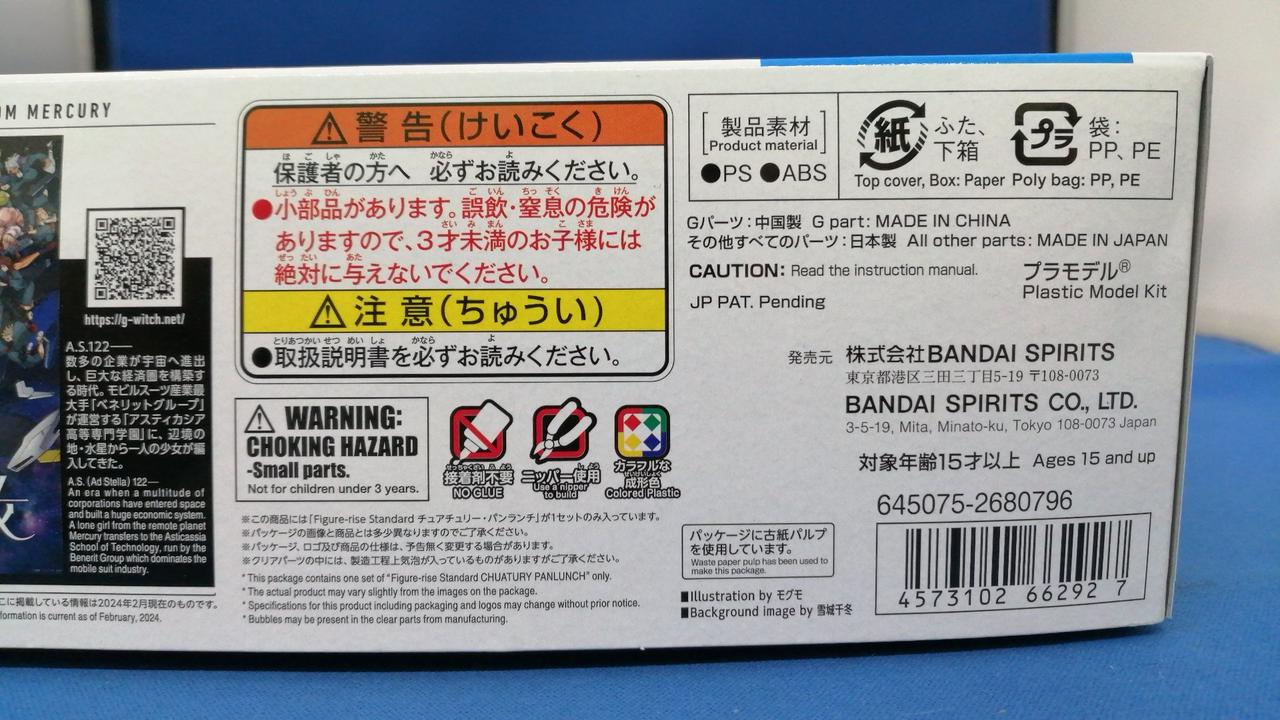 OM MERCURY
https://g-witch.net/
A.S.122―
数多の企業が宇宙へ進出
し、巨大な経済圏を構築す
る時代。モビルスーツ産業最
大手「ベネリットグループ」
が運営する「アスティカシア
高等専門学園」に、辺境の
地・水星から一人の少女が編
入してきた。
A.S. (Ad Stella) 122―
An era when a multitude of
corporations have entered space
and built a huge economic system.
A lone girl from the remote planet
Mercury transfers to the Asticassia
School of Technology, run by the
Benerit Group which dominates the
mobile suit industry.
こに掲載している情報は2024年2月現在のものです。
formation is current as of February, 2024.
警告(けいこく)
保護者の方へ 必ずお読みください。
●小部品があります。誤飲・窒息の危険が
ありますので、3才未満のお子様には
絶対に与えないでください。
注意(ちゅうい)
●取扱説明書を必ずお読みください。
WARNING:
CHOKING HAZARD
-Small parts.
Not for children under 3 years.
接着剤不要
NO GLUE
ニッパー使用
Use a nipper
to build
カラフルな
成形色
Colored Plastic
※この商品には「Figure-rise Standard チュアチュリー・パンランチ」が1セットのみ入っています。
※パッケージの画像と商品とは多少異なりますのでご了承ください。
※パッケージ、ロゴ及び商品の仕様は、予告無く変更する場合があります。
※クリアパーツの中には、製造工程上気泡が入っているものがありますがご了承ください。
* This package contains one set of "Figure-rise Standard CHUATURY PANLUNCH" only.
* The actual product may vary slightly from the images on the package.
* Specifications for this product including packaging and logos may change without prior notice.
* Bubbles may be present in the clear parts from manufacturing.
製品素材
Product material
●PS ●ABS
紙 ふた、
下箱
Top cover, Box: Paper
プラ 袋:
PP、PE
Poly bag: PP, PE
Gパーツ:中国製 G part: MADE IN CHINA
その他すべてのパーツ:日本製 All other parts: MADE IN JAPAN
CAUTION: Read the instruction manual.
JP PAT. Pending
プラモデル®
Plastic Model Kit
発売元 株式会社BANDAI SPIRITS
東京都港区三田三丁目5-19 〒108-0073
BANDAI SPIRITS CO., LTD.
3-5-19, Mita, Minato-ku, Tokyo 108-0073 Japan
対象年齢15才以上 Ages 15 and up
645075-2680796
パッケージに古紙パルプ
を使用しています。
Waste paper pulp has been used to
make this package.
■Illustration by モグモ
■Background image by 雪城千冬
4573102 66292 7